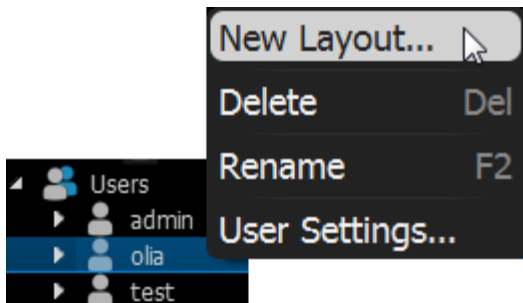 New Layout...
Delete Del
Rename F2
User Settings...
Users
admin
olia
test